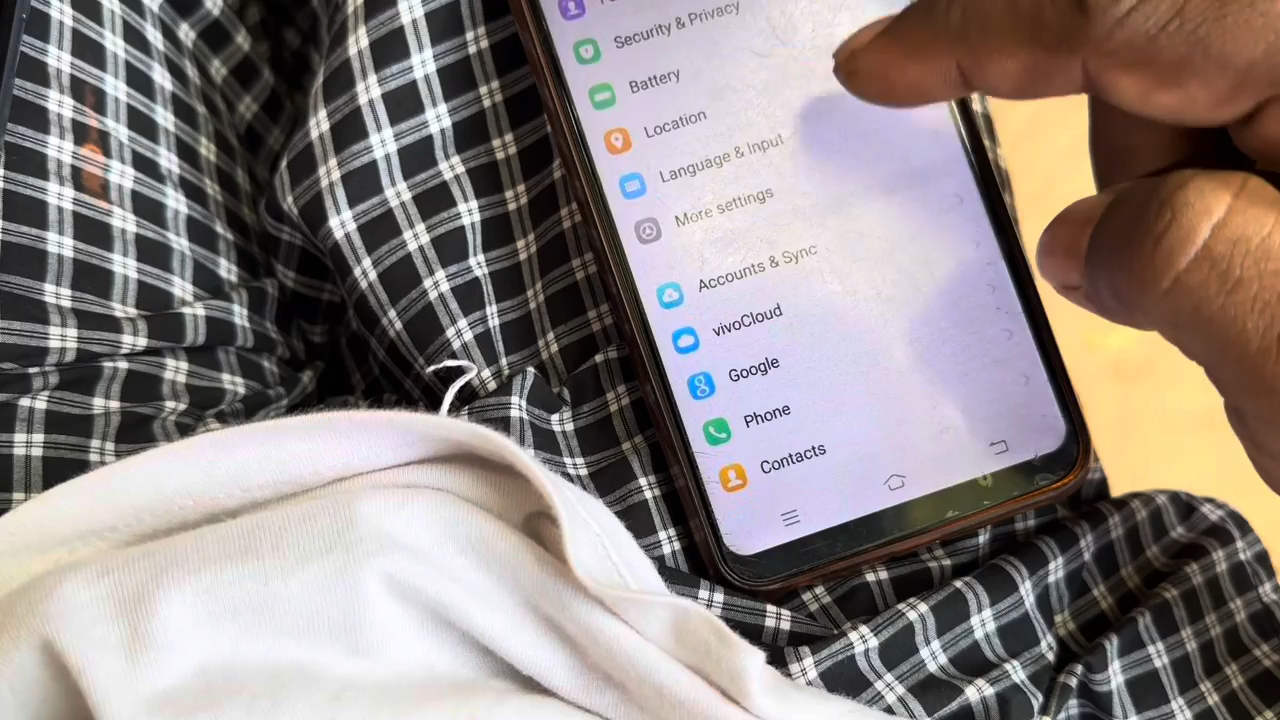 Security & Privacy
Battery
Location
Language & Input
More settings
Accounts & Sync
vivoCloud
Google
Phone
Contacts